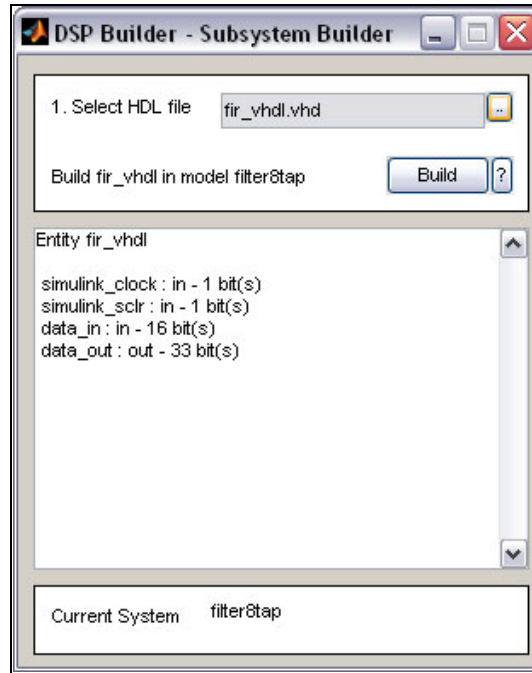 DSP Builder - Subsystem Builder
1. Select HDL file fir_vhdl.vhd ..
Build fir_vhdl in model filter8tap Build ?
Entity fir_vhdl
simulink_clock : in - 1 bit(s)
simulink_sclr : in - 1 bit(s)
data_in : in - 16 bit(s)
data_out : out - 33 bit(s)
Current System filter8tap